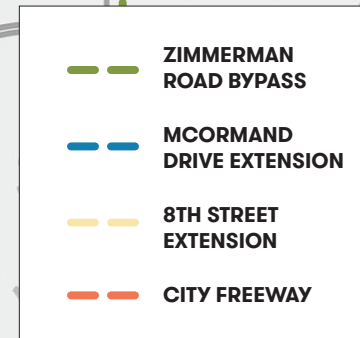 ZIMMERMAN
ROAD BYPASS
MCORMAND
DRIVE EXTENSION
8TH STREET
EXTENSION
CITY FREEWAY